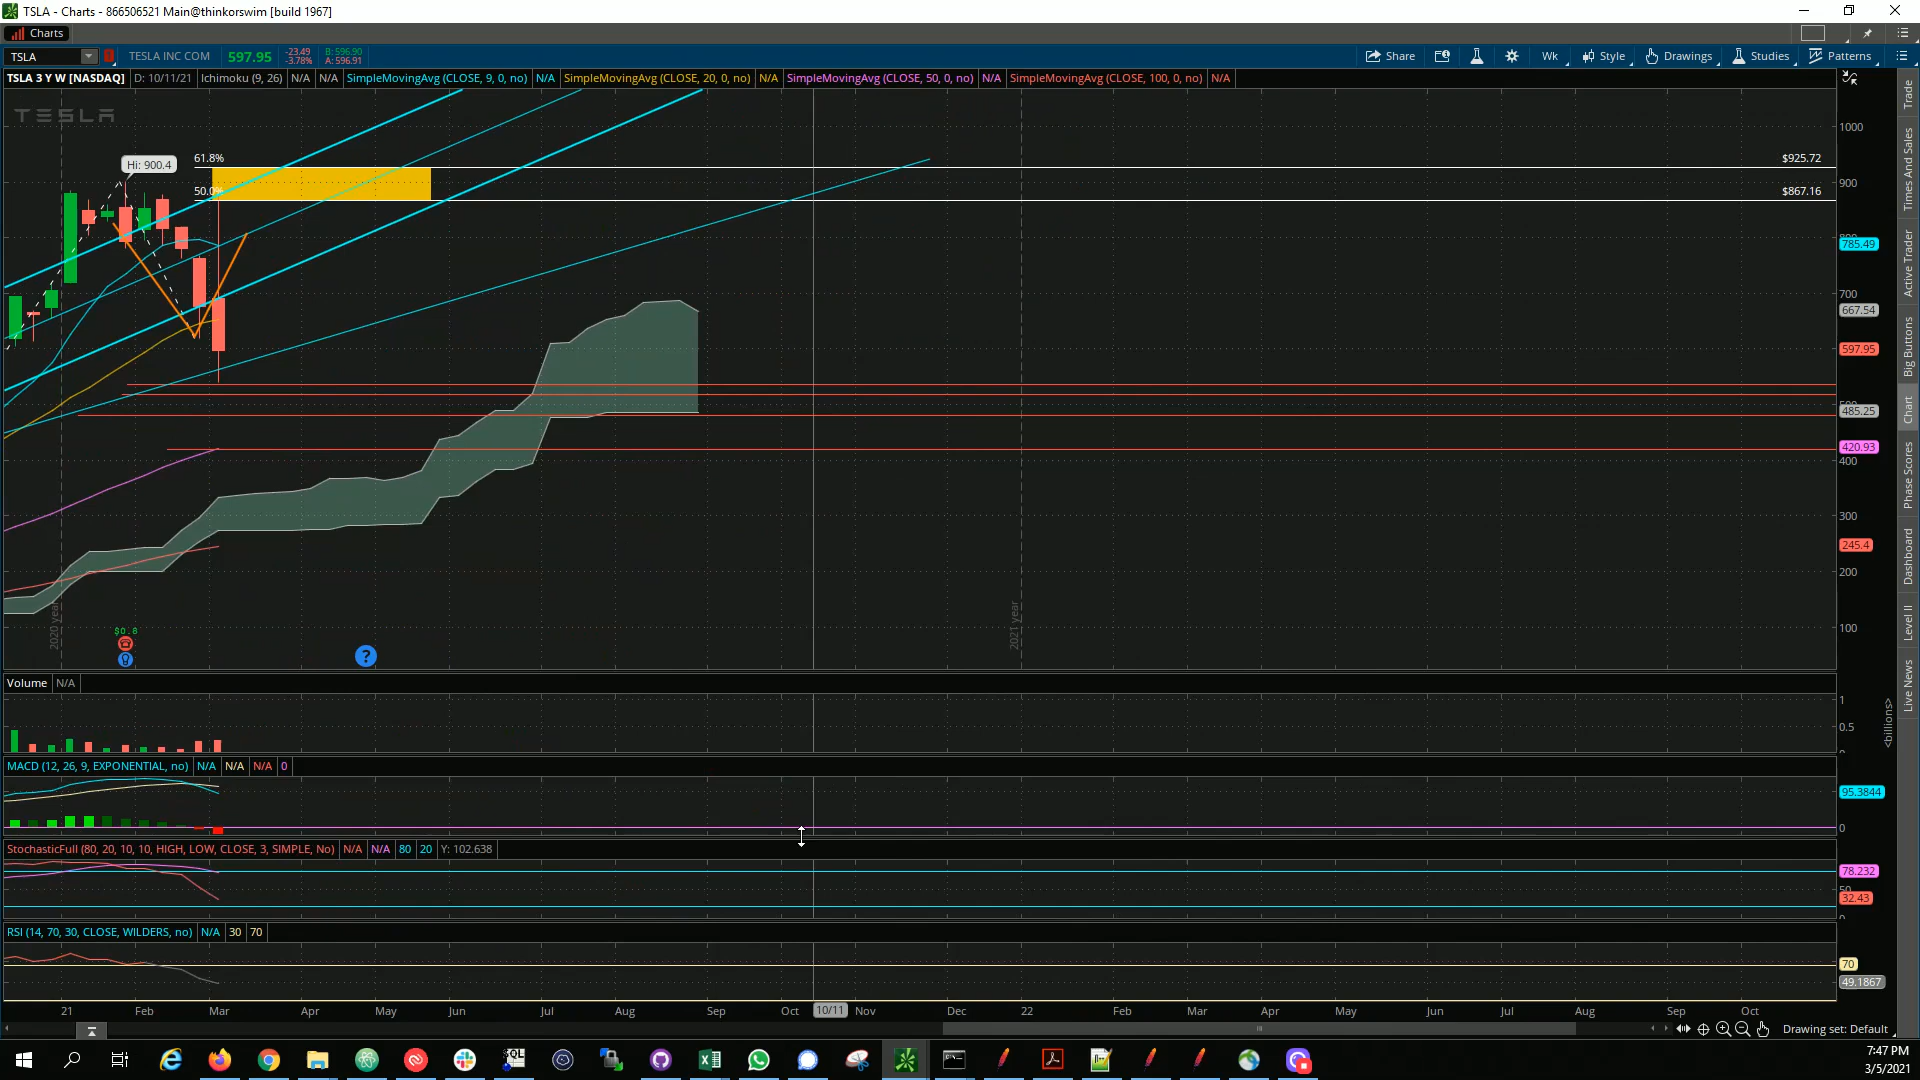 TSLA - Charts - 866506521 Main@thinkorswim [build 1967]
Charts
TSLA
TESLA INC COM 597.95 -23.49 -3.78% B: 596.90 A: 596.91
Share Wk Style Drawings Studies Patterns
TSLA 3 Y W [NASDAQ] D: 10/11/21 Ichimoku (9, 26) N/A N/A SimpleMovingAvg (CLOSE, 9, 0, no) N/A SimpleMovingAvg (CLOSE, 20, 0, no) N/A SimpleMovingAvg (CLOSE, 50, 0, no) N/A SimpleMovingAvg (CLOSE, 100, 0, no) N/A
TESLA
Hi: 900.4
61.8%
50.0%
$925.72
$867.16
1000
900
785.49
700
667.54
597.95
485.25
420.93
400
300
245.4
200
100
2020 year
2021 year
$0.8
?
Volume N/A
1
0.5
<billions>
MACD (12, 26, 9, EXPONENTIAL, no) N/A N/A N/A 0
95.3844
0
StochasticFull (80, 20, 10, 10, HIGH, LOW, CLOSE, 3, SIMPLE, No) N/A N/A 80 20 Y: 102.638
78.232
32.43
RSI (14, 70, 30, CLOSE, WILDERS, no) N/A 30 70
70
49.1867
21 Feb Mar Apr May Jun Jul Aug Sep Oct 10/11 Nov Dec 22 Feb Mar Apr May Jun Jul Aug Sep Oct
Drawing set: Default
Trade
Times And Sales
Active Trader
Big Buttons
Chart
Phase Scores
Dashboard
Level II
Live News
SQL
7:47 PM
3/5/2021